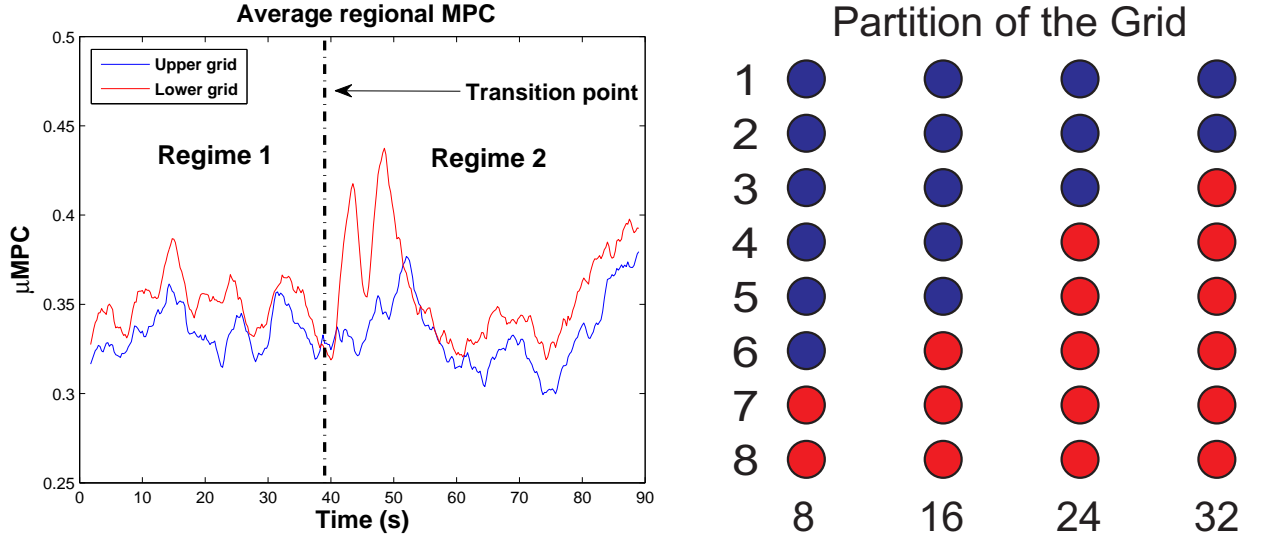 Average regional MPC
0.5
0.45
0.4
0.35
0.3
0.25
μMPC
Upper grid
Lower grid
Transition point
Regime 1
Regime 2
0 10 20 30 40 50 60 70 80 90
Time (s)
Partition of the Grid
1
2
3
4
5
6
7
8
8 16 24 32